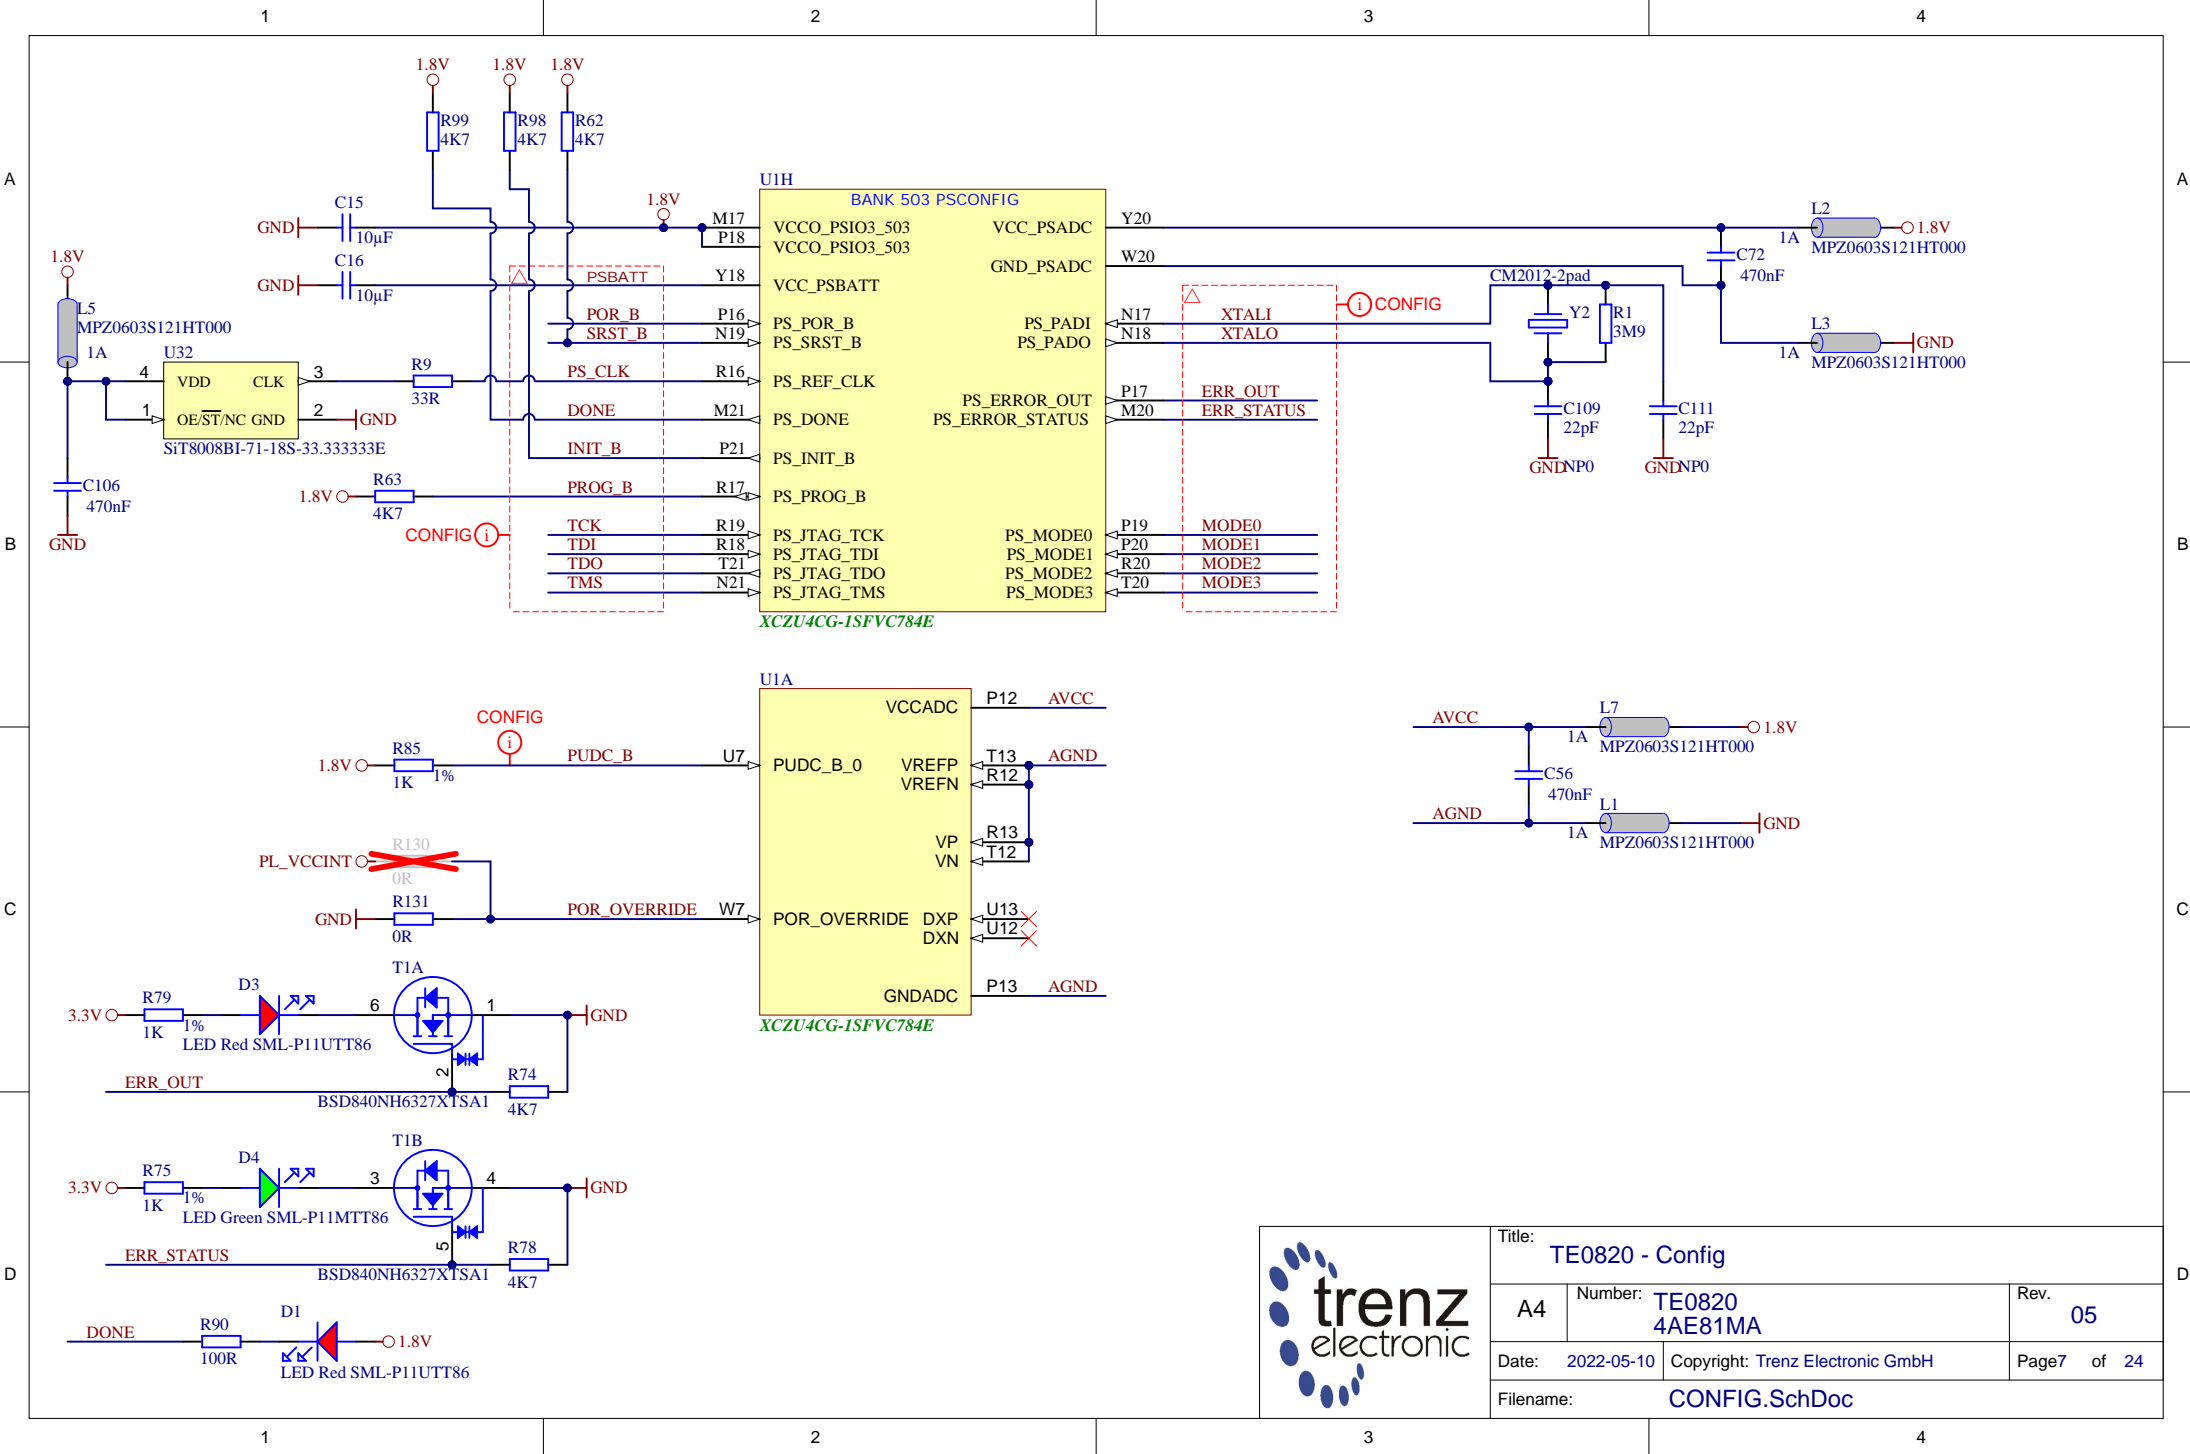 1 2 3 4
A A
B B
C C
D D
1.8V 1.8V 1.8V
R99 4K7
R98 4K7
R62 4K7
U1H
BANK 503 PSCONFIG
1.8V
C15
GND 10µF
M17 VCCO_PSIO3_503
P18 VCCO_PSIO3_503
C16
GND 10µF
PSBATT Y18 VCC_PSBATT
POR_B P16 PS_POR_B
SRST_B N19 PS_SRST_B
PS_CLK R16 PS_REF_CLK
DONE M21 PS_DONE
INIT_B P21 PS_INIT_B
PROG_B R17 PS_PROG_B
TCK R19 PS_JTAG_TCK
TDI R18 PS_JTAG_TDI
TDO T21 PS_JTAG_TDO
TMS N21 PS_JTAG_TMS
VCC_PSADC Y20
GND_PSADC W20
PS_PADI N17 XTALI
PS_PADO N18 XTALO
PS_ERROR_OUT P17 ERR_OUT
PS_ERROR_STATUS M20 ERR_STATUS
PS_MODE0 P19 MODE0
PS_MODE1 P20 MODE1
PS_MODE2 R20 MODE2
PS_MODE3 T20 MODE3
XCZU4CG-1SFVC784E
i CONFIG
CONFIG i
1.8V
L5
MPZ0603S121HT000
1A
U32
4 VDD CLK 3
1 OE/ST/NC GND 2 GND
SiT8008BI-71-18S-33.333333E
R9
33R
C106
470nF
GND
1.8V R63
4K7
L2
1A MPZ0603S121HT000
1.8V
C72
470nF
L3
1A MPZ0603S121HT000
GND
CM2012-2pad
Y2
R1
3M9
C109
22pF
GND NP0
C111
22pF
GND NP0
U1A
VCCADC P12 AVCC
PUDC_B U7 PUDC_B_0
VREFP T13 AGND
VREFN R12
VP R13
VN T12
POR_OVERRIDE W7 POR_OVERRIDE
DXP U13
DXN U12
GNDADC P13 AGND
XCZU4CG-1SFVC784E
CONFIG
i
1.8V R85
1K 1%
PL_VCCINT R130
0R
GND R131
0R
AVCC L7
1A MPZ0603S121HT000
1.8V
C56
470nF
AGND L1
1A MPZ0603S121HT000
GND
T1A
3.3V R79
1K 1%
D3
LED Red SML-P11UTT86
6 1 GND
2
ERR_OUT
BSD840NH6327XTSA1
R74
4K7
T1B
3.3V R75
1K 1%
D4
LED Green SML-P11MTT86
3 4 GND
5
ERR_STATUS
BSD840NH6327XTSA1
R78
4K7
DONE R90
100R
D1
1.8V
LED Red SML-P11UTT86
trenz
electronic
Title:
TE0820 - Config
A4
Number: TE0820
4AE81MA
Rev.
05
Date: 2022-05-10 Copyright: Trenz Electronic GmbH Page7 of 24
Filename: CONFIG.SchDoc
1 2 3 4